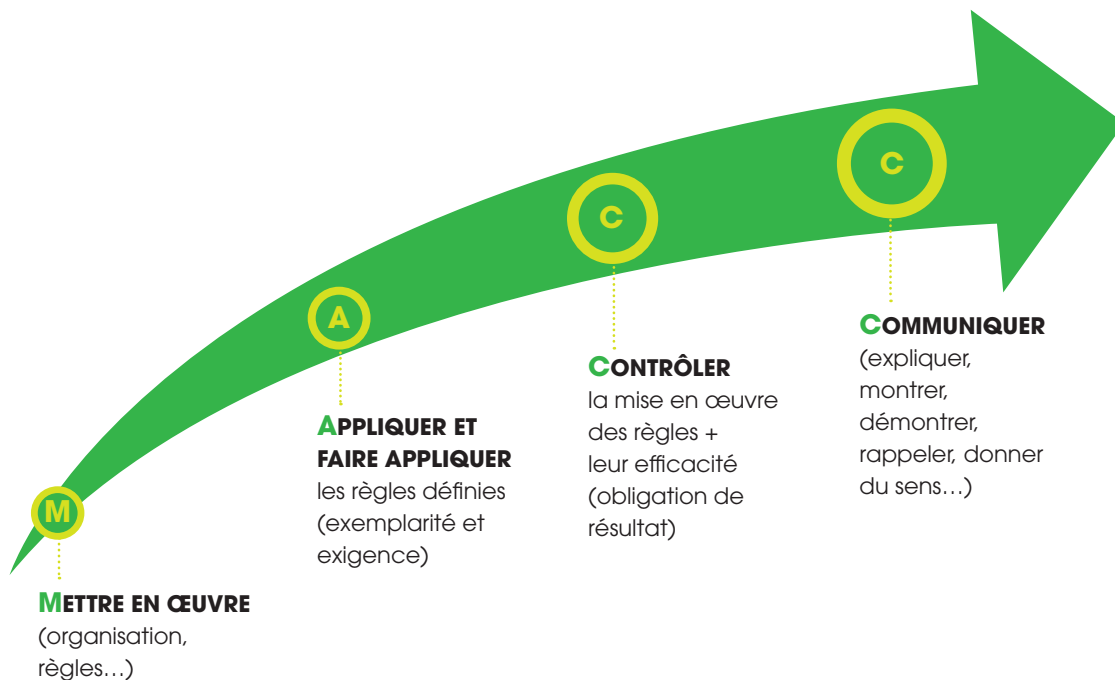 M
METTRE EN ŒUVRE
(organisation,
règles…)
A
APPLIQUER ET
FAIRE APPLIQUER
les règles définies
(exemplarité et
exigence)
C
CONTRÔLER
la mise en œuvre
des règles +
leur efficacité
(obligation de
résultat)
C
COMMUNIQUER
(expliquer,
montrer,
démontrer,
rappeler, donner
du sens…)